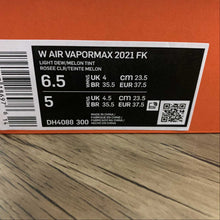 W AIR VAPORMAX 2021 FK
LIGHT DEW/MELON TINT
ROSEE CLR/TEINTE MELON
6.5 UK 4 CM 23.5
BR 35.5 EUR 37.5
5 UK 4.5 CM 23.5
BR 35.5 EUR 37.5
DH4088 300